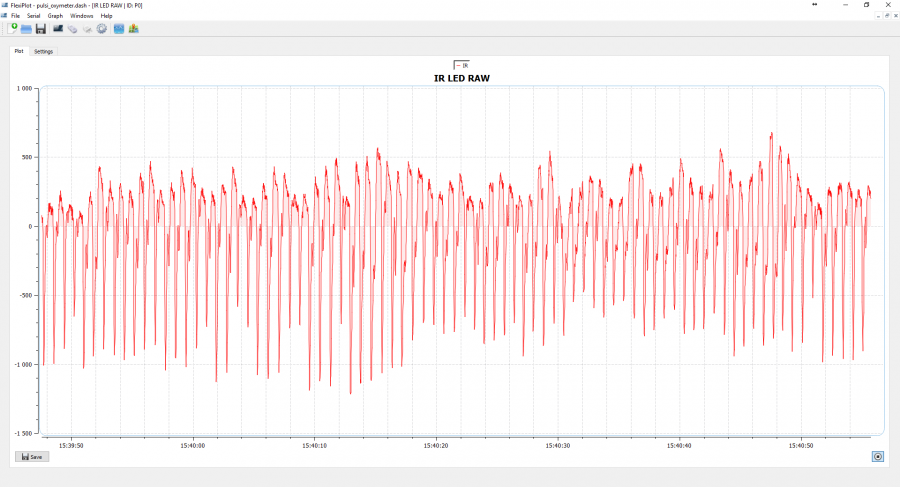 FlexiPlot - pulsi_oxymeter.dash - [IR LED RAW | ID: P0]
File Serial Graph Windows Help
Plot Settings
IR
IR LED RAW
1 000
500
0
-500
-1 000
-1 500
15:39:50 15:40:00 15:40:10 15:40:20 15:40:30 15:40:40 15:40:50
Save